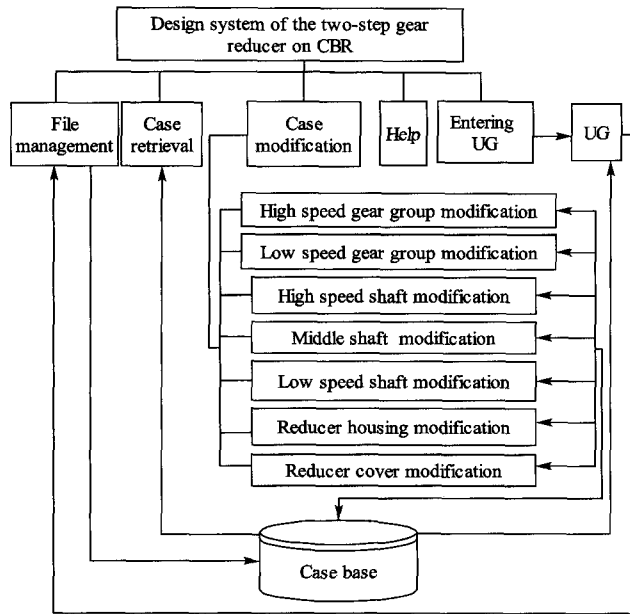 Design system of the two-step gear
reducer on CBR
File
management
Case
retrieval
Case
modification
Help
Entering
UG
UG
High speed gear group modification
Low speed gear group modification
High speed shaft modification
Middle shaft modification
Low speed shaft modification
Reducer housing modification
Reducer cover modification
Case base